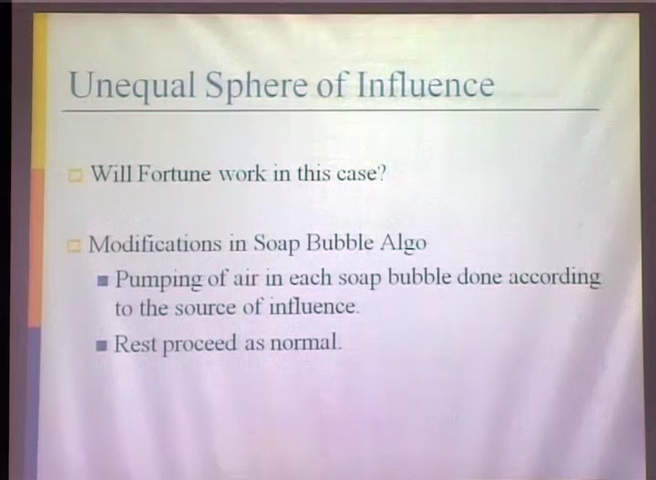 Unequal Sphere of Influence
Will Fortune work in this case?
Modifications in Soap Bubble Algo
Pumping of air in each soap bubble done according
to the source of influence.
Rest proceed as normal.